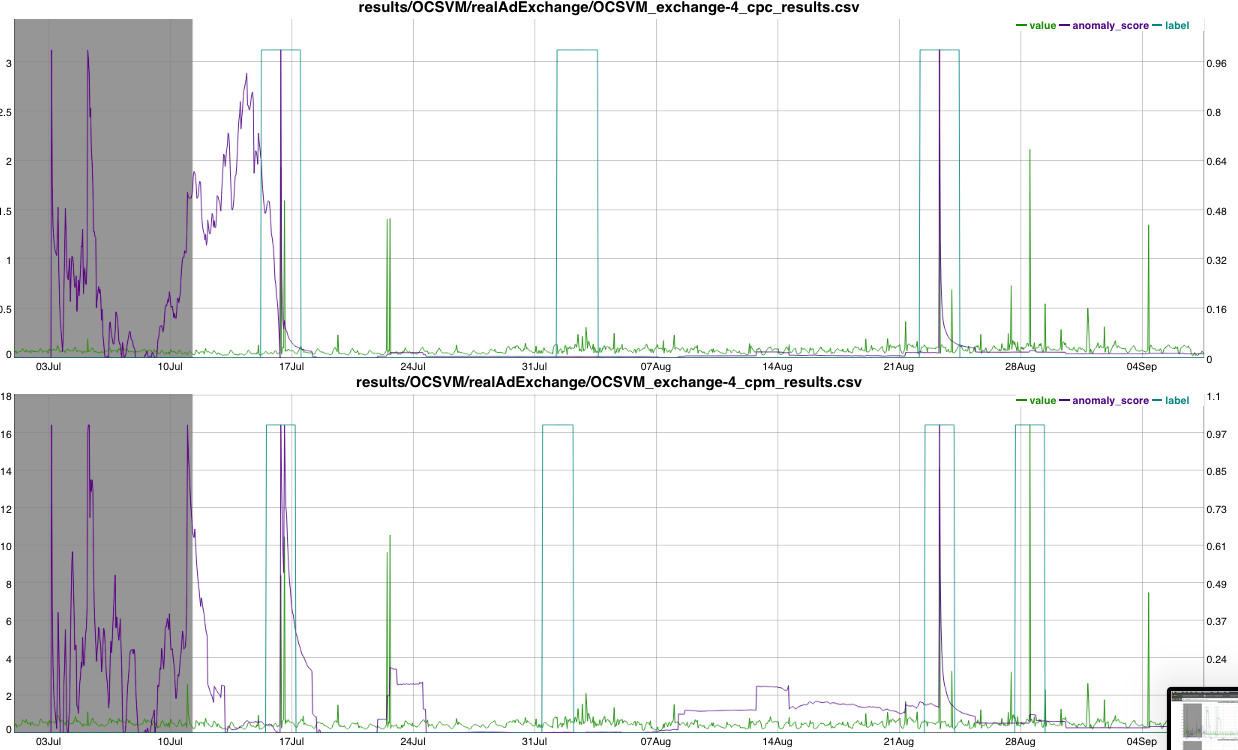 results/OCSVM/realAdExchange/OCSVM_exchange-4_cpc_results.csv
value anomaly_score label
3 0.96
2.5 0.8
2 0.64
1.5 0.48
1 0.32
0.5 0.16
0 0
03Jul 10Jul 17Jul 24Jul 31Jul 07Aug 14Aug 21Aug 28Aug 04Sep
results/OCSVM/realAdExchange/OCSVM_exchange-4_cpm_results.csv
18 1.1
value anomaly_score label
16 0.97
14 0.85
12 0.73
10 0.61
8 0.49
6 0.37
4 0.24
2
0
03Jul 10Jul 17Jul 24Jul 31Jul 07Aug 14Aug 21Aug 28Aug 04Sep